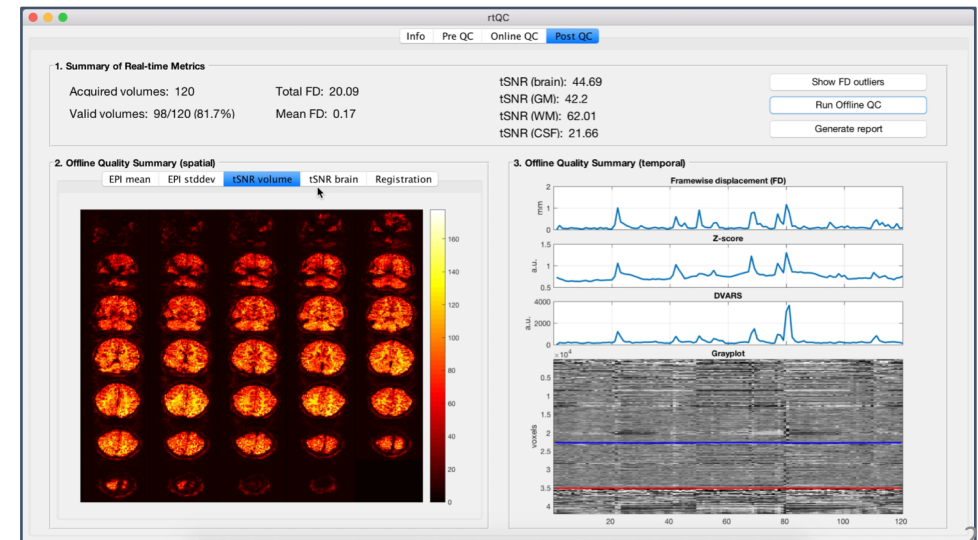 rtQC
Info Pre QC Online QC Post QC
1. Summary of Real-time Metrics
Acquired volumes: 120
Valid volumes: 98/120 (81.7%)
Total FD: 20.09
Mean FD: 0.17
tSNR (brain): 44.69
tSNR (GM): 42.2
tSNR (WM): 62.01
tSNR (CSF): 21.66
Show FD outliers
Run Offline QC
Generate report
2. Offline Quality Summary (spatial)
EPI mean EPI stddev tSNR volume tSNR brain Registration
160
140
120
100
80
60
40
20
0
3. Offline Quality Summary (temporal)
Framewise displacement (FD)
2
1
0
mm
Z-score
1.5
1
0.5
a.u.
DVARS
4000
2000
0
a.u.
× 10⁴
Grayplot
0.5
1
1.5
2
2.5
3
3.5
4
voxels
20 40 60 80 100 120
2